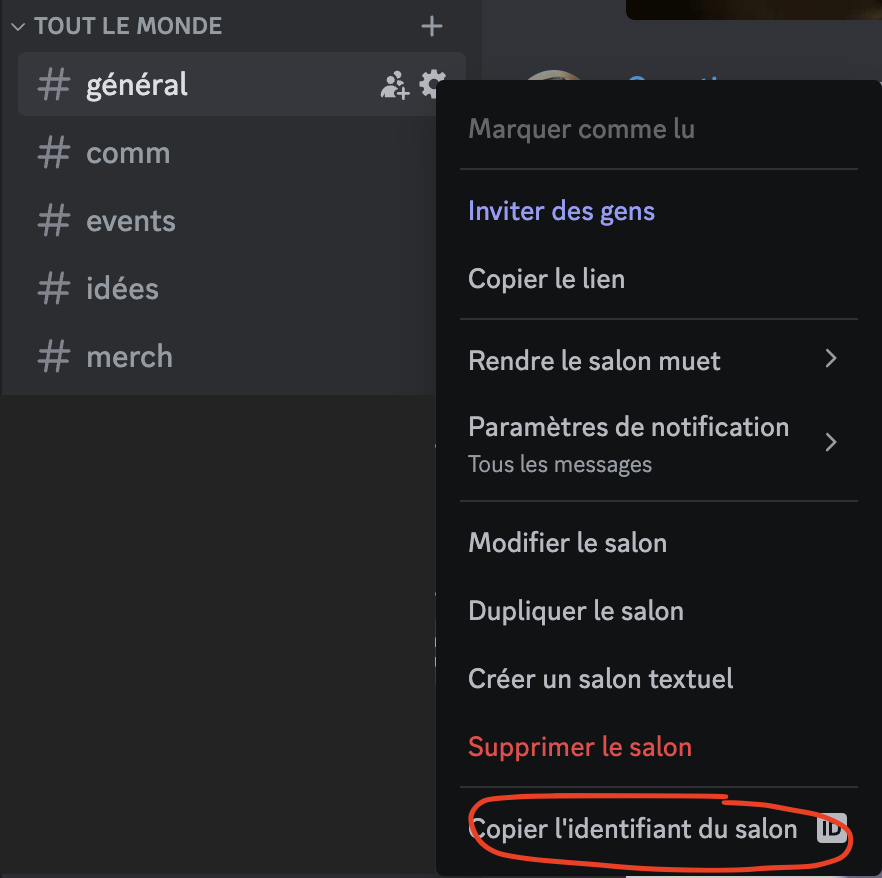 TOUT LE MONDE
général
comm
events
idées
merch
Marquer comme lu
Inviter des gens
Copier le lien
Rendre le salon muet
Paramètres de notification
Tous les messages
Modifier le salon
Dupliquer le salon
Créer un salon textuel
Supprimer le salon
Copier l'identifiant du salon ID